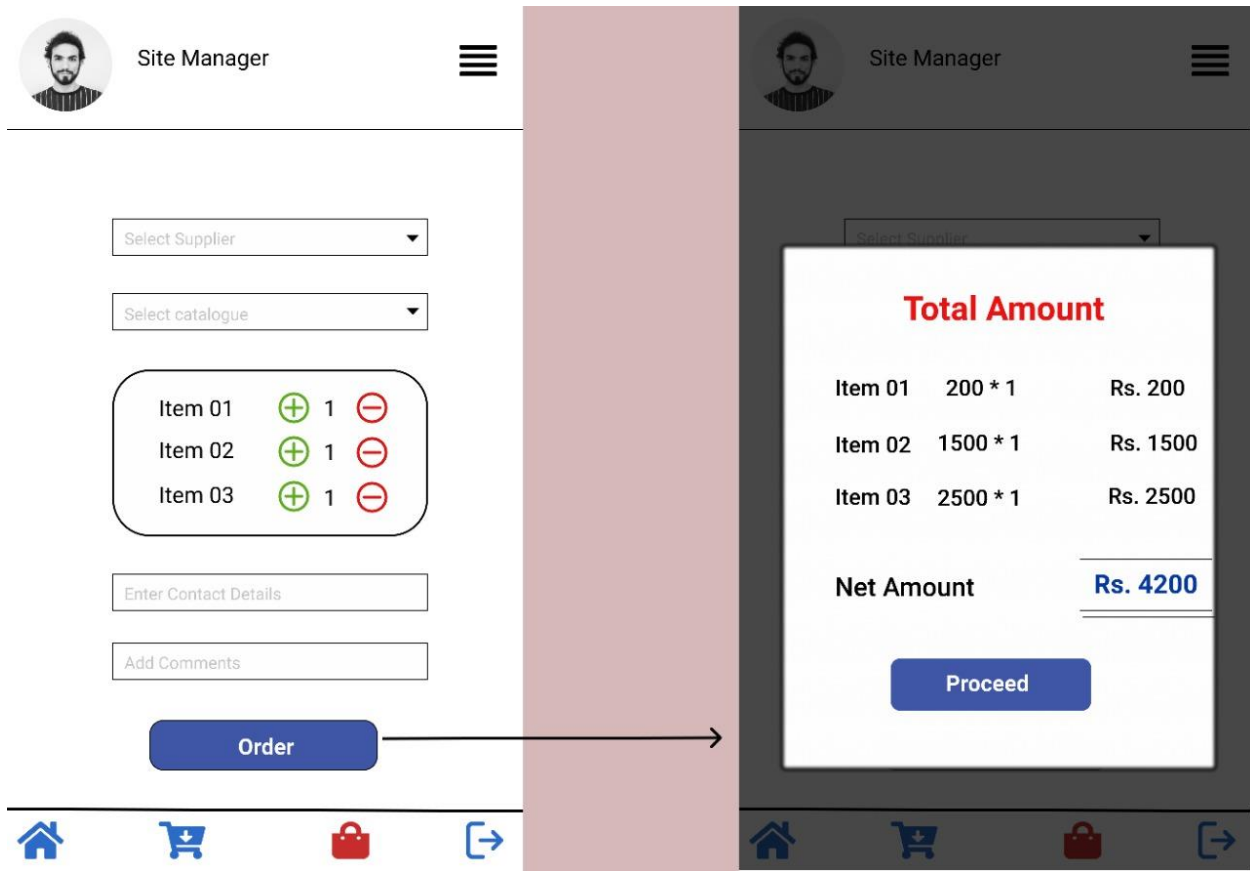 Site Manager
Select Supplier
Select catalogue
Item 01 1
Item 02 1
Item 03 1
Enter Contact Details
Add Comments
Order
Site Manager
Select Supplier
Total Amount
Item 01 200 * 1 Rs. 200
Item 02 1500 * 1 Rs. 1500
Item 03 2500 * 1 Rs. 2500
Net Amount Rs. 4200
Proceed